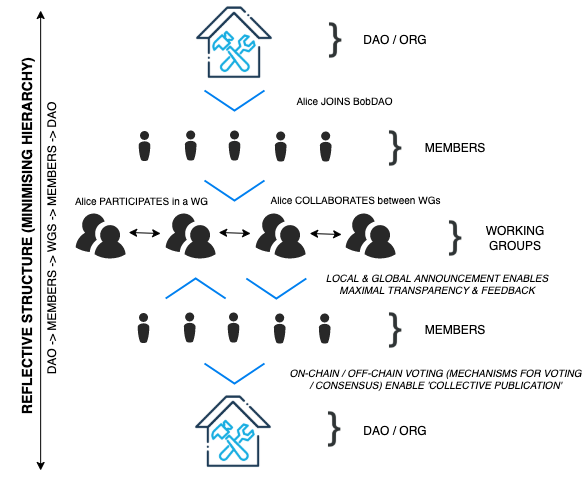 REFLECTIVE STRUCTURE (MINIMISING HIERARCHY)
DAO -> MEMBERS -> WGS -> MEMBERS -> DAO
DAO / ORG
Alice JOINS BobDAO
MEMBERS
Alice PARTICIPATES in a WG
Alice COLLABORATES between WGs
WORKING
GROUPS
LOCAL & GLOBAL ANNOUNCEMENT ENABLES
MAXIMAL TRANSPARENCY & FEEDBACK
MEMBERS
ON-CHAIN / OFF-CHAIN VOTING (MECHANISMS FOR VOTING
/ CONSENSUS) ENABLE 'COLLECTIVE PUBLICATION'
DAO / ORG